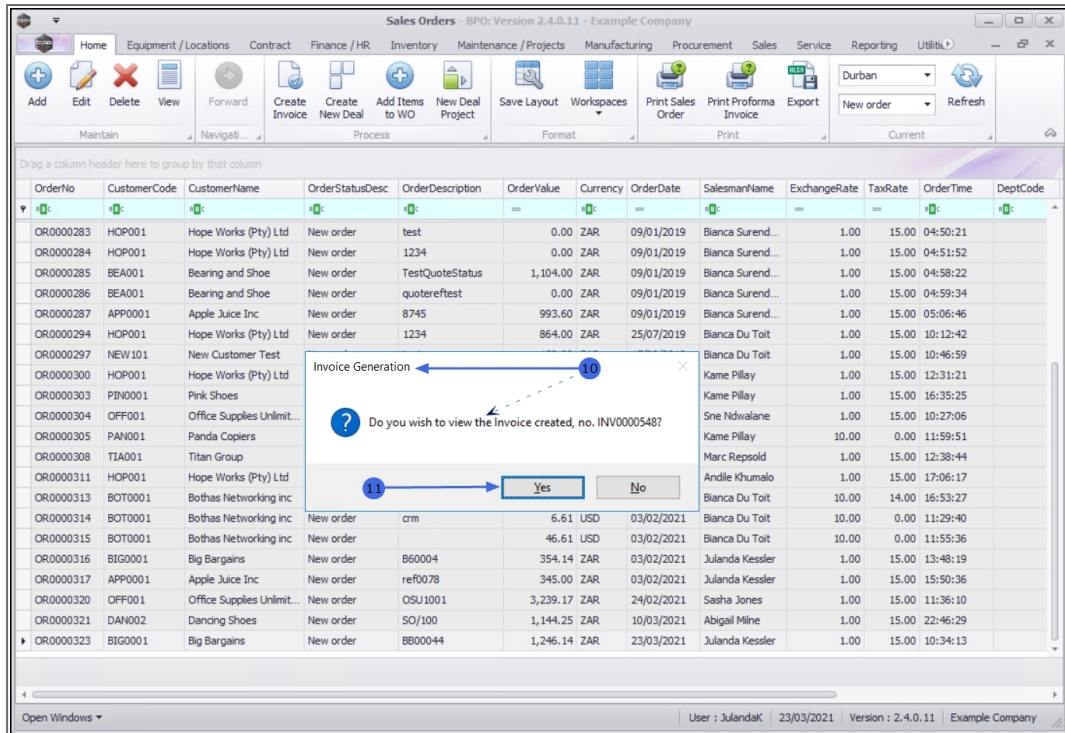 Sales Orders - BPO: Version 2.4.0.11 - Example Company
Home Equipment / Locations Contract Finance / HR Inventory Maintenance / Projects Manufacturing Procurement Sales Service Reporting
Add Edit Delete View Forward Create Invoice Create New Deal Add Items to WO New Deal Project Save Layout Workspaces Print Sales Order Print Proforma Invoice Export Durban New order Refresh
Maintain Navigati... Process Format Print Current
Drag a column header here to group by that column
OrderNo CustomerCode CustomerName OrderStatusDesc OrderDescription OrderValue Currency OrderDate SalesmanName ExchangeRate TaxRate OrderTime DeptCode
OR0000283 HOP001 Hope Works (Pty) Ltd New order test 0.00 ZAR 09/01/2019 Bianca Surend... 1.00 15.00 04:50:21
OR0000284 HOP001 Hope Works (Pty) Ltd New order 1234 0.00 ZAR 09/01/2019 Bianca Surend... 1.00 15.00 04:51:52
OR0000285 BEA001 Bearing and Shoe New order TestQuoteStatus 1,104.00 ZAR 09/01/2019 Bianca Surend... 1.00 15.00 04:58:22
OR0000286 BEA001 Bearing and Shoe New order quotereftest 0.00 ZAR 09/01/2019 Bianca Surend... 1.00 15.00 04:59:34
OR0000287 APP0001 Apple Juice Inc New order 8745 993.60 ZAR 09/01/2019 Bianca Surend... 1.00 15.00 05:06:46
OR0000294 HOP001 Hope Works (Pty) Ltd New order 1234 864.00 ZAR 25/07/2019 Bianca Du Toit 1.00 15.00 10:12:42
OR0000297 NEW101 New Customer Test Bianca Du Toit 1.00 15.00 10:46:59
OR0000300 HOP001 Hope Works (Pty) Ltd Kame Pillay 1.00 15.00 12:31:21
OR0000303 PIN0001 Pink Shoes Kame Pillay 1.00 15.00 16:35:25
OR0000304 OFF001 Office Supplies Unlimit... Sne Ndwalane 1.00 15.00 10:27:06
OR0000305 PAN001 Panda Copiers Kame Pillay 10.00 0.00 11:59:51
OR0000308 TIA001 Titan Group Marc Repsold 1.00 15.00 12:38:44
OR0000311 HOP001 Hope Works (Pty) Ltd Andile Khumalo 1.00 15.00 17:06:17
OR0000313 BOT0001 Bothas Networking inc Bianca Du Toit 10.00 14.00 16:53:27
OR0000314 BOT0001 Bothas Networking inc New order crm 6.61 USD 03/02/2021 Bianca Du Toit 10.00 0.00 11:29:40
OR0000315 BOT0001 Bothas Networking inc New order 46.61 USD 03/02/2021 Bianca Du Toit 10.00 0.00 11:55:36
OR0000316 BIG0001 Big Bargains New order B60004 354.14 ZAR 03/02/2021 Julanda Kessler 1.00 15.00 13:48:19
OR0000317 APP0001 Apple Juice Inc New order ref0078 345.00 ZAR 03/02/2021 Julanda Kessler 1.00 15.00 15:50:36
OR0000320 OFF001 Office Supplies Unlimit... New order OSU1001 3,239.17 ZAR 24/02/2021 Sasha Jones 1.00 15.00 11:36:10
OR0000321 DAN002 Dancing Shoes New order SO/100 1,144.25 ZAR 10/03/2021 Abigail Milne 1.00 15.00 22:46:29
OR0000323 BIG0001 Big Bargains New order BB00044 1,246.14 ZAR 23/03/2021 Julanda Kessler 1.00 15.00 10:34:13
Invoice Generation 10
Do you wish to view the Invoice created, no. INV0000548?
11 Yes No
Open Windows User : JulandaK 23/03/2021 Version : 2.4.0.11 Example Company